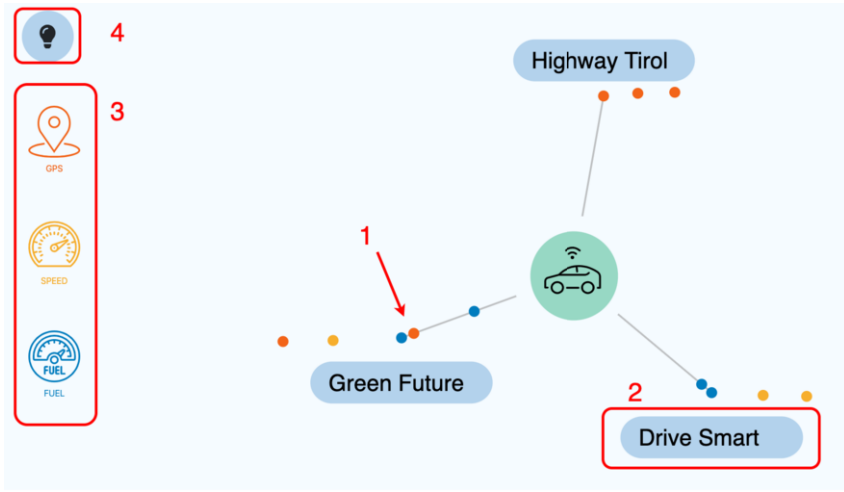 4
Highway Tirol
3
GPS
1
SPEED
FUEL
FUEL
Green Future
2
Drive Smart